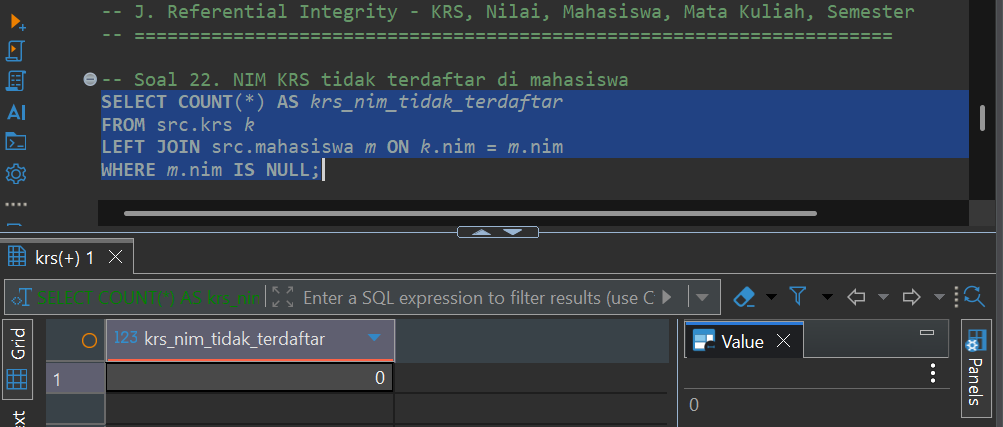 -- J. Referential Integrity - KRS, Nilai, Mahasiswa, Mata Kuliah, Semester
-- =====================================================================
-- Soal 22. NIM KRS tidak terdaftar di mahasiswa
SELECT COUNT(*) AS krs_nim_tidak_terdaftar
FROM src.krs k
LEFT JOIN src.mahasiswa m ON k.nim = m.nim
WHERE m.nim IS NULL;
AI
krs(+) 1
SELECT COUNT(*) AS krs_nim
Enter a SQL expression to filter results (use C
Grid
123 krs_nim_tidak_terdaftar
1
0
Value
0
Panels